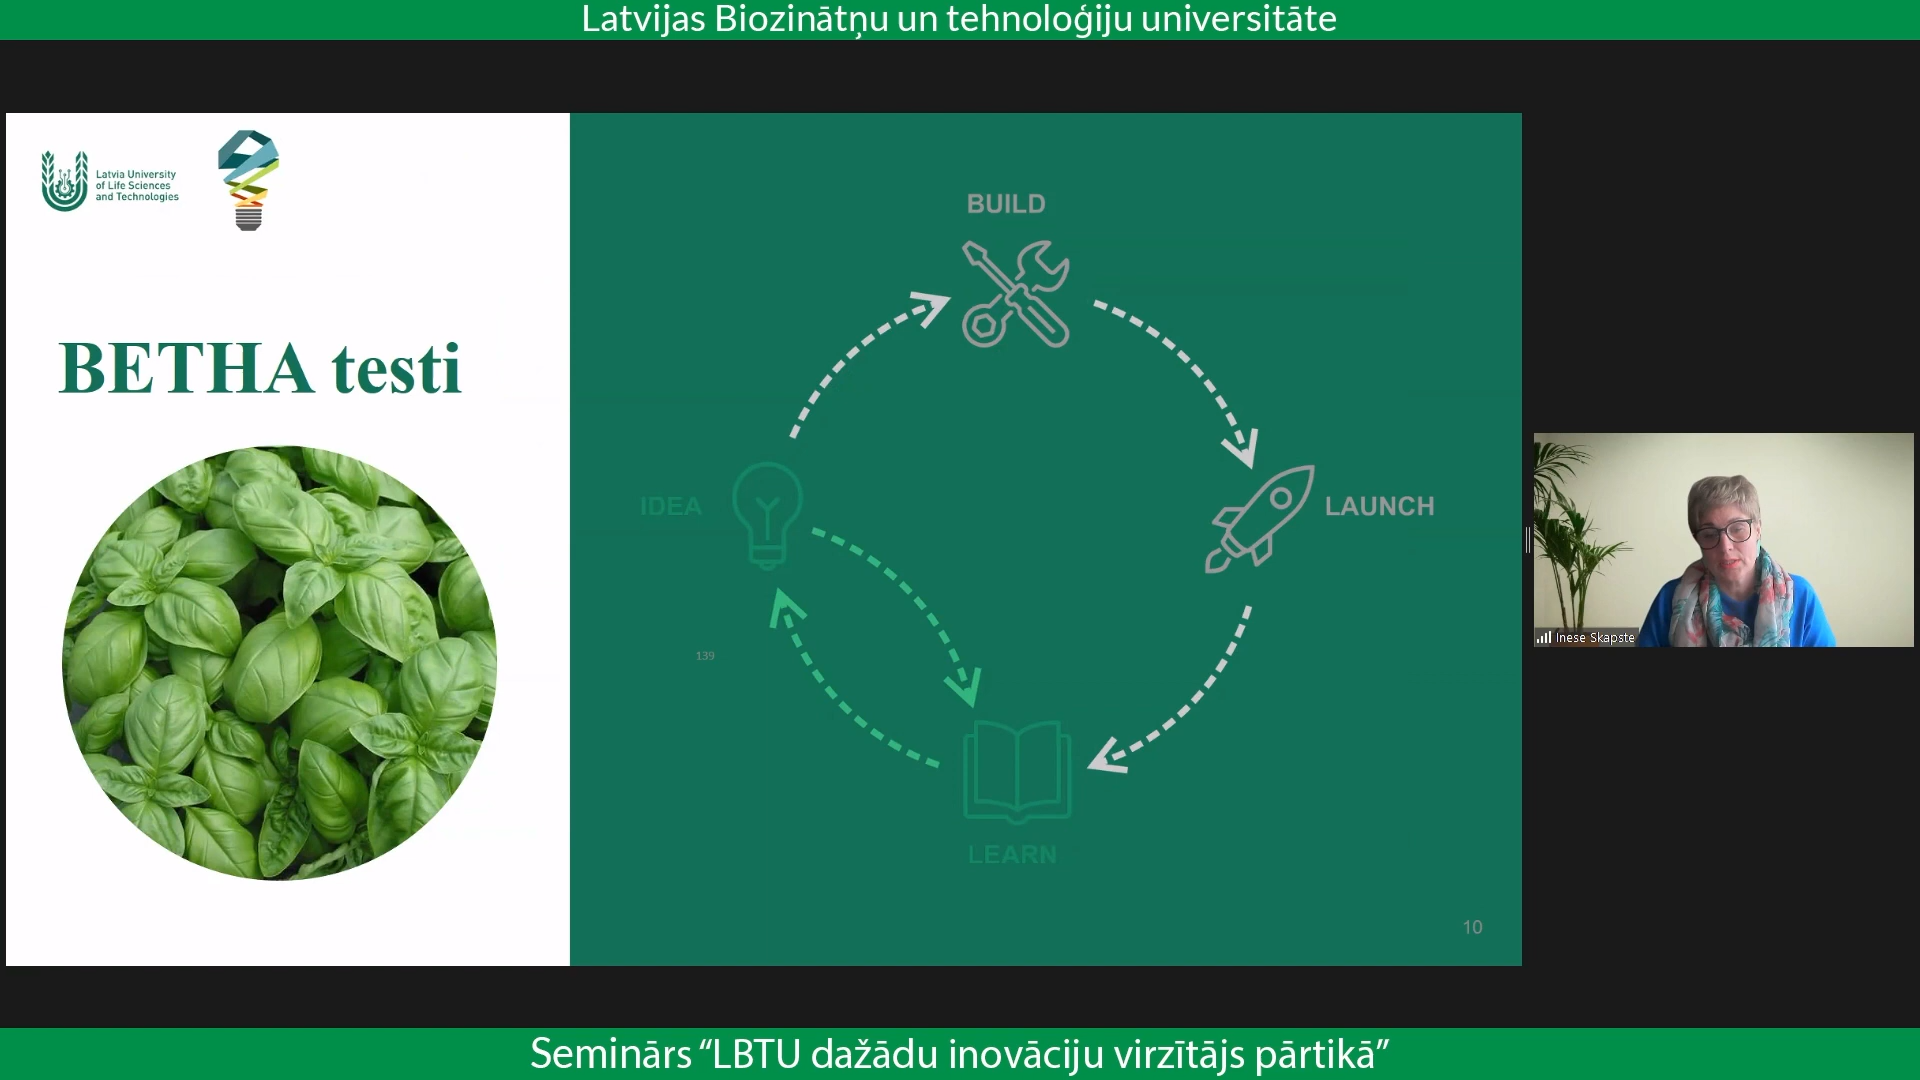 Latvijas Biozinātņu un tehnoloģiju universitāte
Latvia University
of Life Sciences
and Technologies
BETHA testi
BUILD
IDEA
LAUNCH
139
LEARN
10
Inese Skapste
Seminārs “LBTU dažādu inovāciju virzītājs pārtikā”